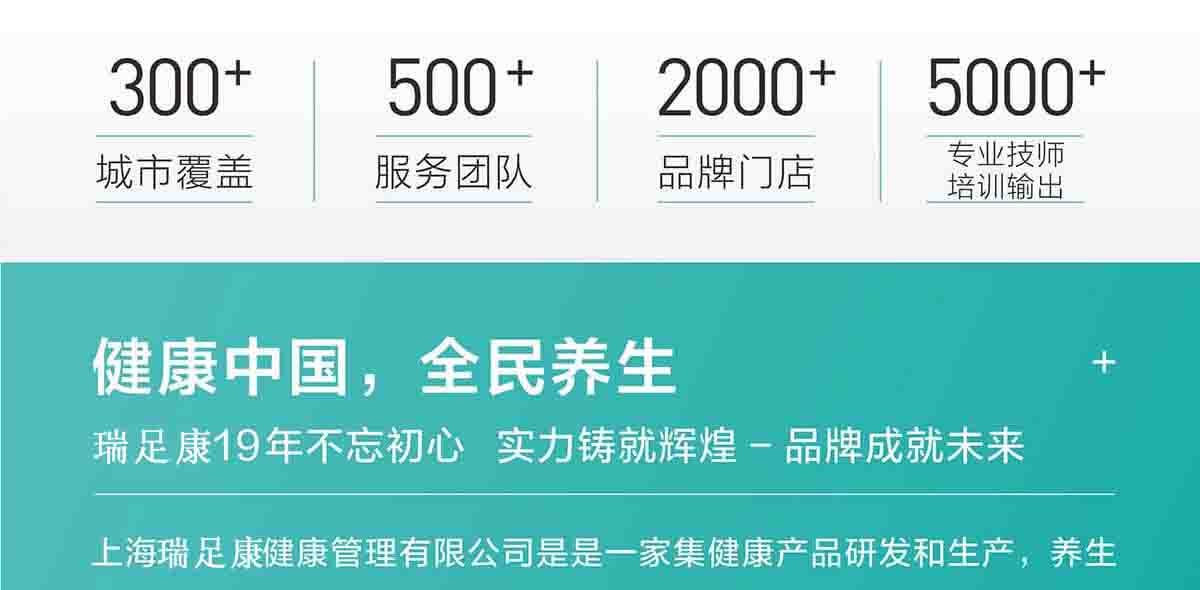 300+ 500+ 2000+ 5000+
城市覆盖 服务团队 品牌门店 专业技师
培训输出
健康中国，全民养生 +
瑞足康19年不忘初心 实力铸就辉煌 – 品牌成就未来
上海瑞足康健康管理有限公司是是一家集健康产品研发和生产，养生